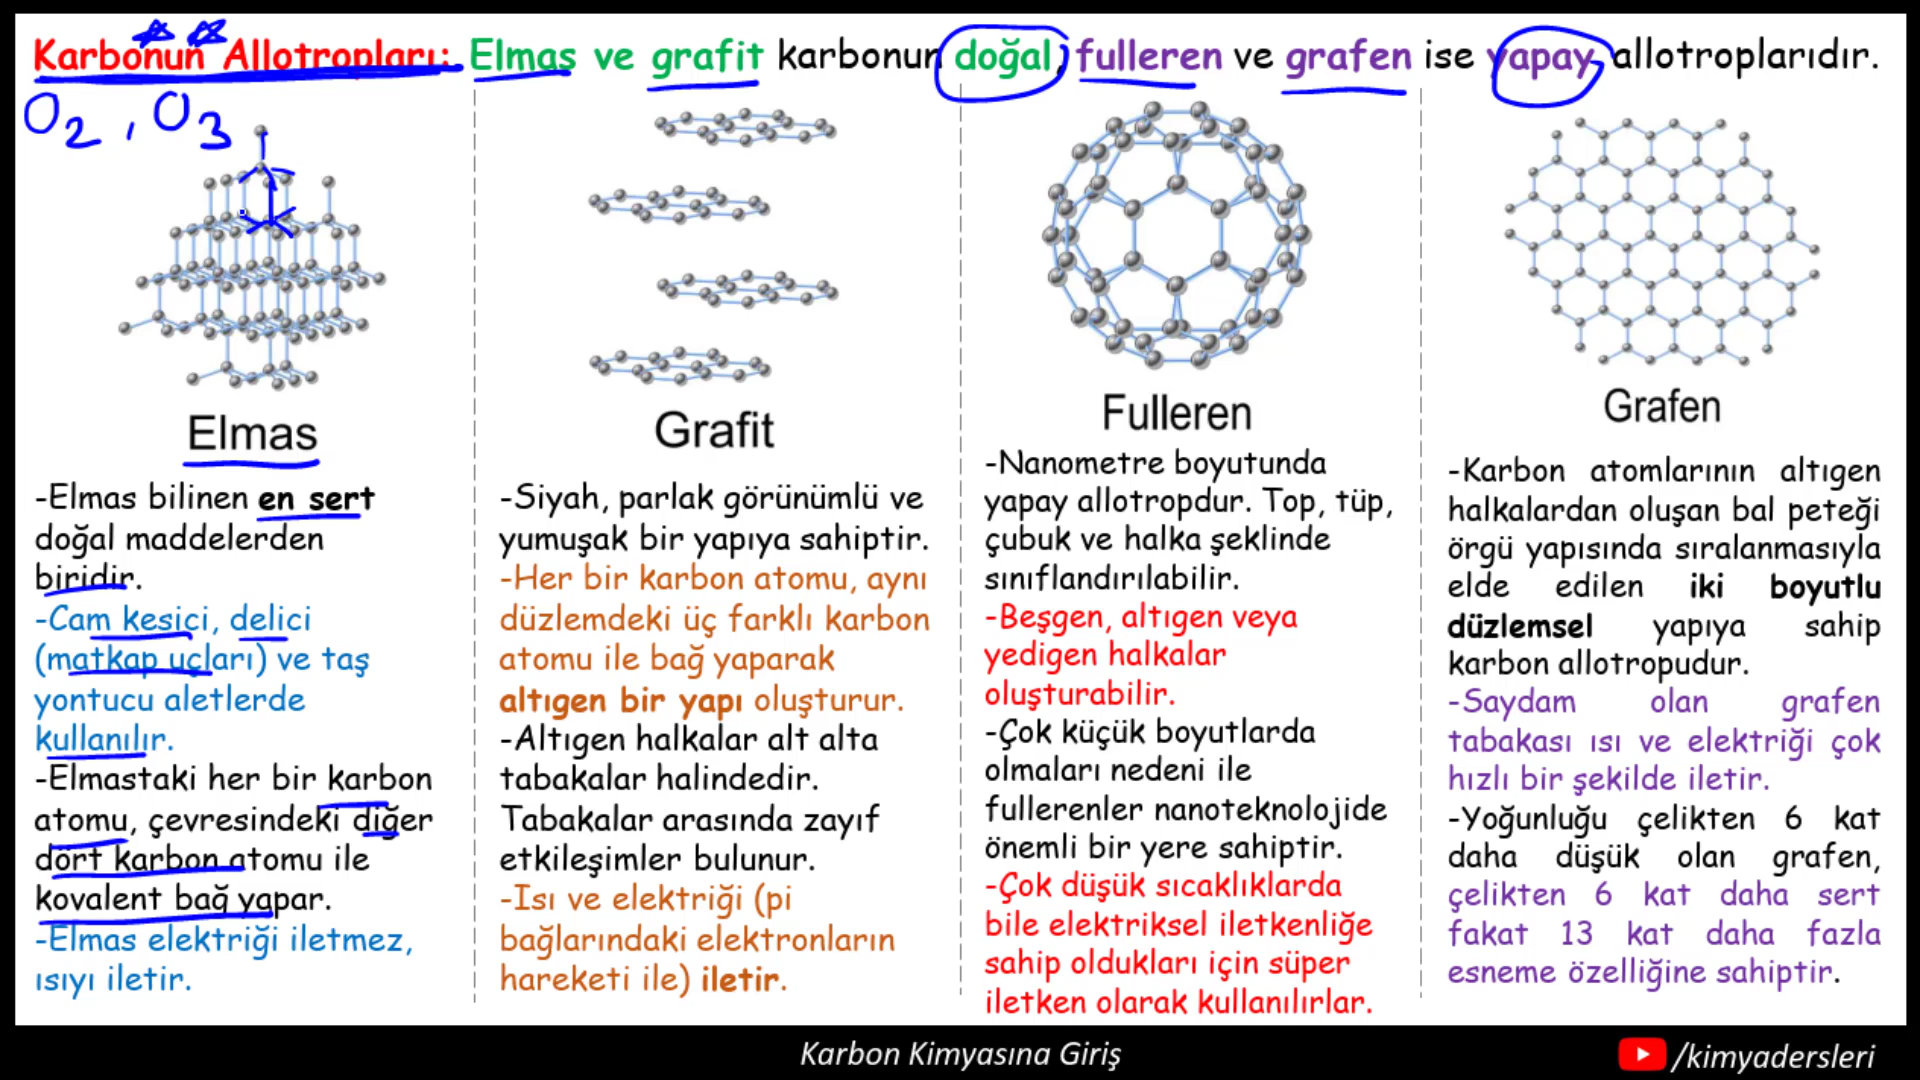 Karbonun Allotropları: Elmas ve grafit karbonun doğal, fulleren ve grafen ise yapay allotroplarıdır.
O2, O3
Elmas
-Elmas bilinen en sert
doğal maddelerden
biridir.
-Cam kesici, delici
(matkap uçları) ve taş
yontucu aletlerde
kullanılır.
-Elmastaki her bir karbon
atomu, çevresindeki diğer
dört karbon atomu ile
kovalent bağ yapar.
-Elmas elektriği iletmez,
ısıyı iletir.
Grafit
-Siyah, parlak görünümlü ve
yumuşak bir yapıya sahiptir.
-Her bir karbon atomu, aynı
düzlemdeki üç farklı karbon
atomu ile bağ yaparak
altıgen bir yapı oluşturur.
-Altıgen halkalar alt alta
tabakalar halindedir.
Tabakalar arasında zayıf
etkileşimler bulunur.
-Isı ve elektriği (pi
bağlarındaki elektronların
hareketi ile) iletir.
Fulleren
-Nanometre boyutunda
yapay allotropdur. Top, tüp,
çubuk ve halka şeklinde
sınıflandırılabilir.
-Beşgen, altıgen veya
yedigen halkalar
oluşturabilir.
-Çok küçük boyutlarda
olmaları nedeni ile
fullerenler nanoteknolojide
önemli bir yere sahiptir.
-Çok düşük sıcaklıklarda
bile elektriksel iletkenliğe
sahip oldukları için süper
iletken olarak kullanılırlar.
Grafen
-Karbon atomlarının altıgen
halkalardan oluşan bal peteği
örgü yapısında sıralanmasıyla
elde edilen iki boyutlu
düzlemsel yapıya sahip
karbon allotropudur.
-Saydam olan grafen
tabakası ısı ve elektriği çok
hızlı bir şekilde iletir.
-Yoğunluğu çelikten 6 kat
daha düşük olan grafen,
çelikten 6 kat daha sert
fakat 13 kat daha fazla
esneme özelliğine sahiptir.
Karbon Kimyasına Giriş
/kimyadersleri